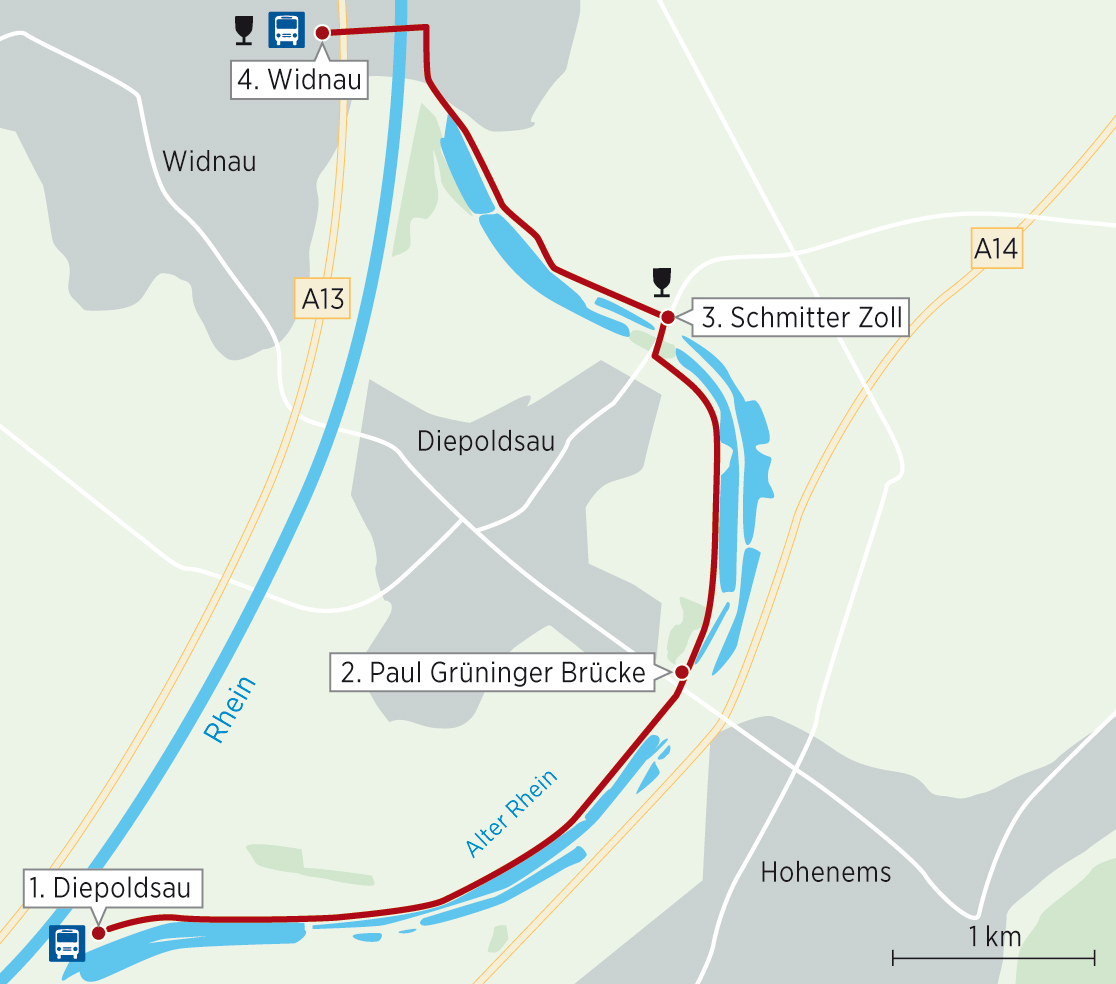 4. Widnau
Widnau
A14
A13
3. Schmitter Zoll
Diepoldsau
2. Paul Grüninger Brücke
Rhein
Alter Rhein
1. Diepoldsau
Hohenems
1 km